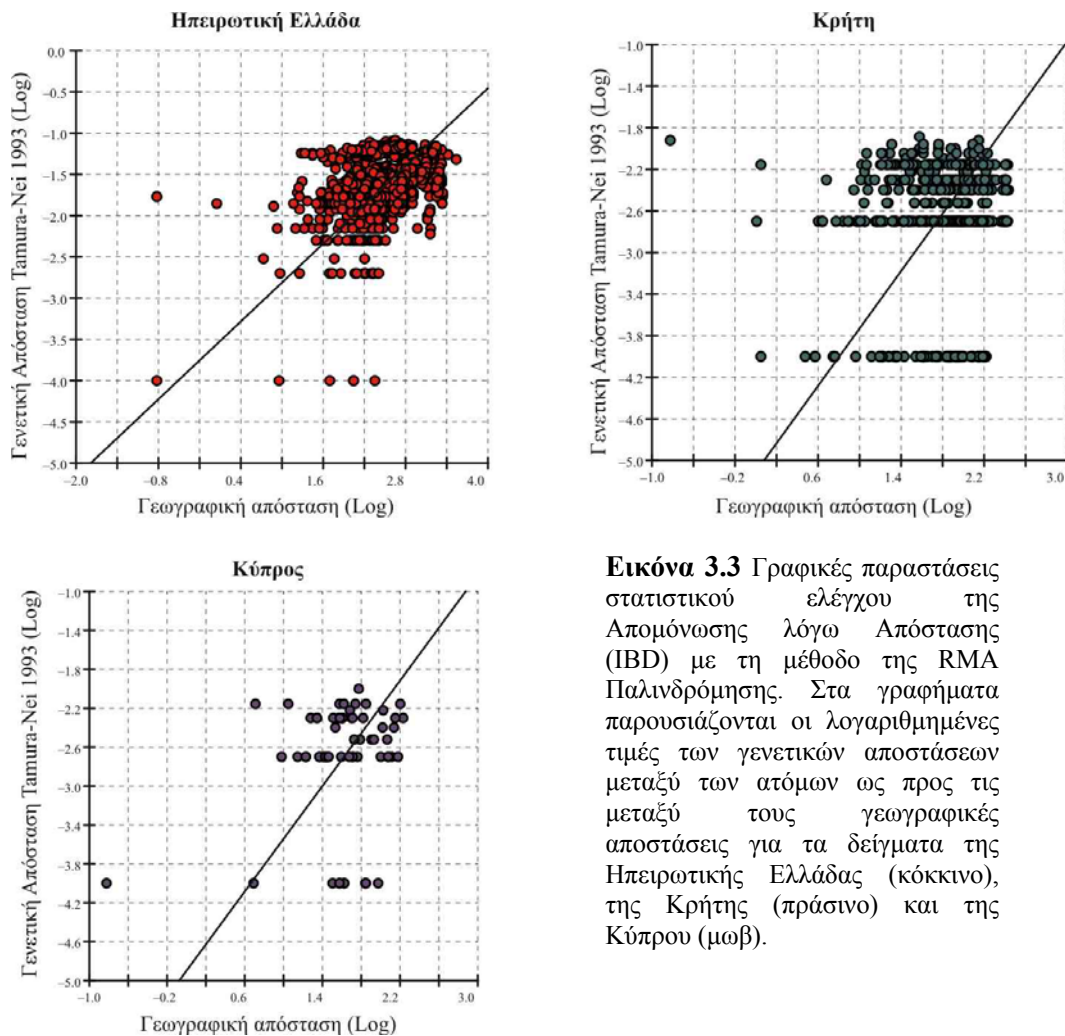 Ηπειρωτική Ελλάδα
Γενετική Απόσταση Tamura-Nei 1993 (Log)
0.0
−0.5
−1.0
−1.5
−2.0
−2.5
−3.0
−3.5
−4.0
−4.5
−5.0
−2.0
−0.8
0.4
1.6
2.8
4.0
Γεωγραφική απόσταση (Log)
Κρήτη
Γενετική Απόσταση Tamura-Nei 1993 (Log)
−1.0
−1.4
−1.8
−2.2
−2.6
−3.0
−3.4
−3.8
−4.2
−4.6
−5.0
−1.0
−0.2
0.6
1.4
2.2
3.0
Γεωγραφική απόσταση (Log)
Κύπρος
Γενετική Απόσταση Tamura-Nei 1993 (Log)
−1.0
−1.4
−1.8
−2.2
−2.6
−3.0
−3.4
−3.8
−4.2
−4.6
−5.0
−1.0
−0.2
0.6
1.4
2.2
3.0
Γεωγραφική απόσταση (Log)
Εικόνα 3.3 Γραφικές παραστάσεις
στατιστικού ελέγχου της
Απομόνωσης λόγω Απόστασης
(IBD) με τη μέθοδο της RMA
Παλινδρόμησης. Στα γραφήματα
παρουσιάζονται οι λογαριθμημένες
τιμές των γενετικών αποστάσεων
μεταξύ των ατόμων ως προς τις
μεταξύ τους γεωγραφικές
αποστάσεις για τα δείγματα της
Ηπειρωτικής Ελλάδας (κόκκινο),
της Κρήτης (πράσινο) και της
Κύπρου (μωβ).